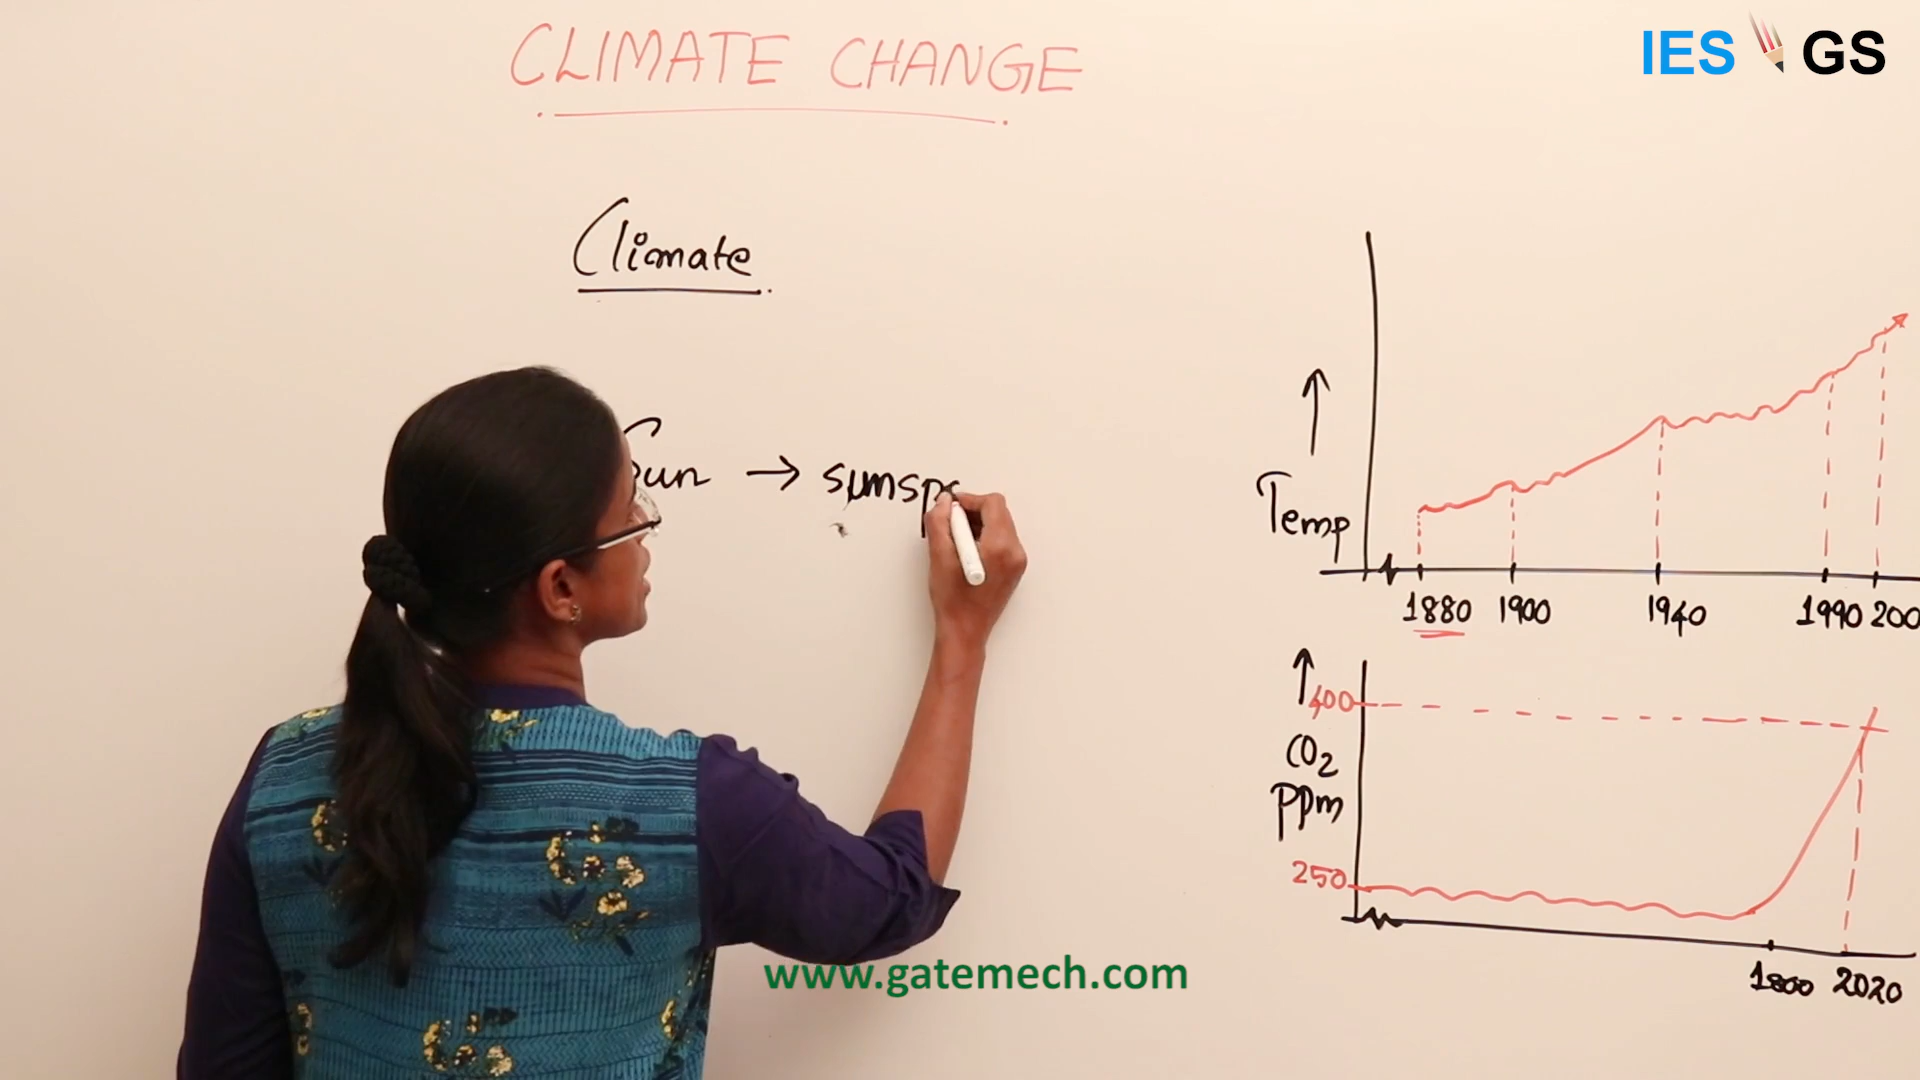 CLIMATE CHANGE
IES GS
Climate
Sun → sunsp
Temp
1880 1900 1940 1990 200
400
CO2
PPm
250
1800 2020
www.gatemech.com